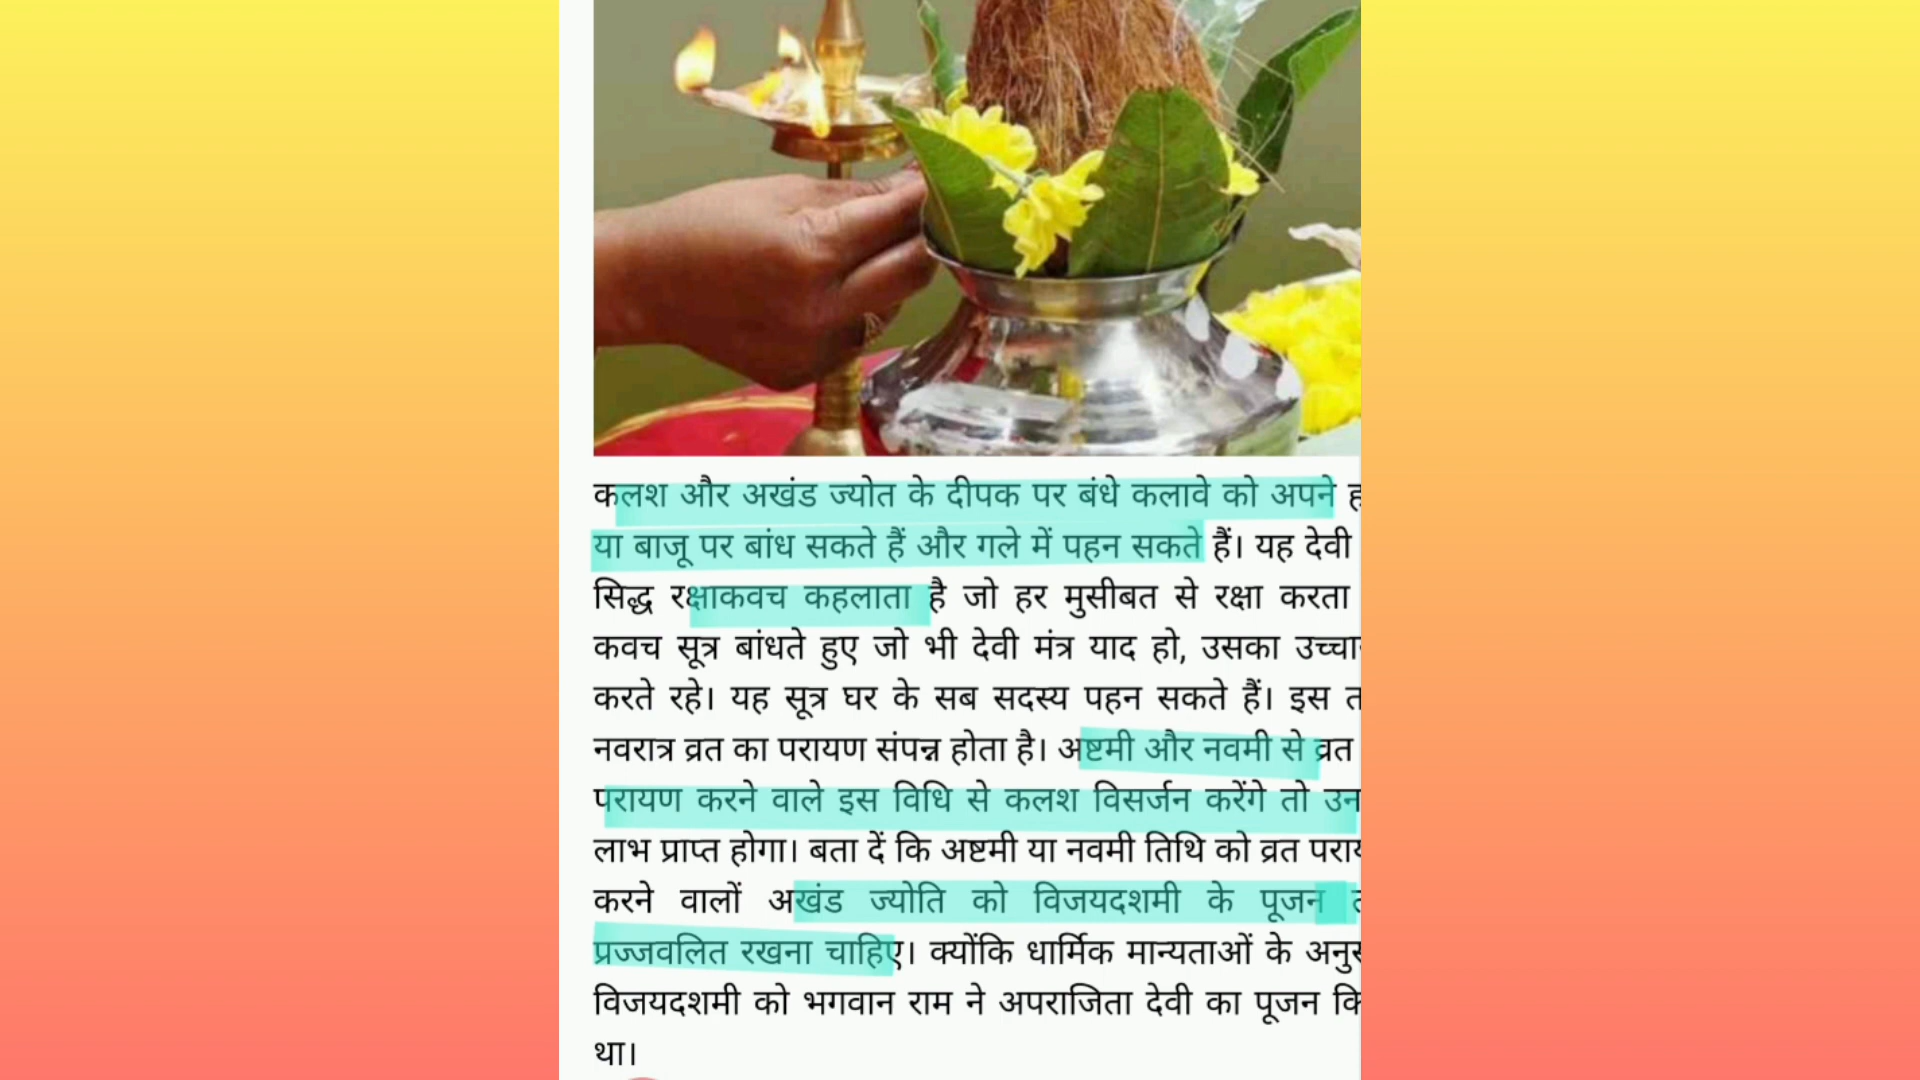 कलश और अखंड ज्योत के दीपक पर बंधे कलावे को अपने
या बाजू पर बांध सकते हैं और गले में पहन सकते हैं। यह देवी
सिद्ध रक्षाकवच कहलाता है जो हर मुसीबत से रक्षा करता
कवच सूत्र बांधते हुए जो भी देवी मंत्र याद हो, उसका
करते रहे। यह सूत्र घर के सब सदस्य पहन सकते हैं। इस
नवरात्र व्रत का परायण संपन्न होता है। अष्टमी और नवमी से व्रत
परायण करने वाले इस विधि से कलश विसर्जन करेंगे तो
लाभ प्राप्त होगा। बता दें कि अष्टमी या नवमी तिथि को व्रत
करने वालों अखंड ज्योति को विजयदशमी के पूजन
प्रज्जवलित रखना चाहिए। क्योंकि धार्मिक मान्यताओं के
विजयदशमी को भगवान राम ने अपराजिता देवी का पूजन
था।